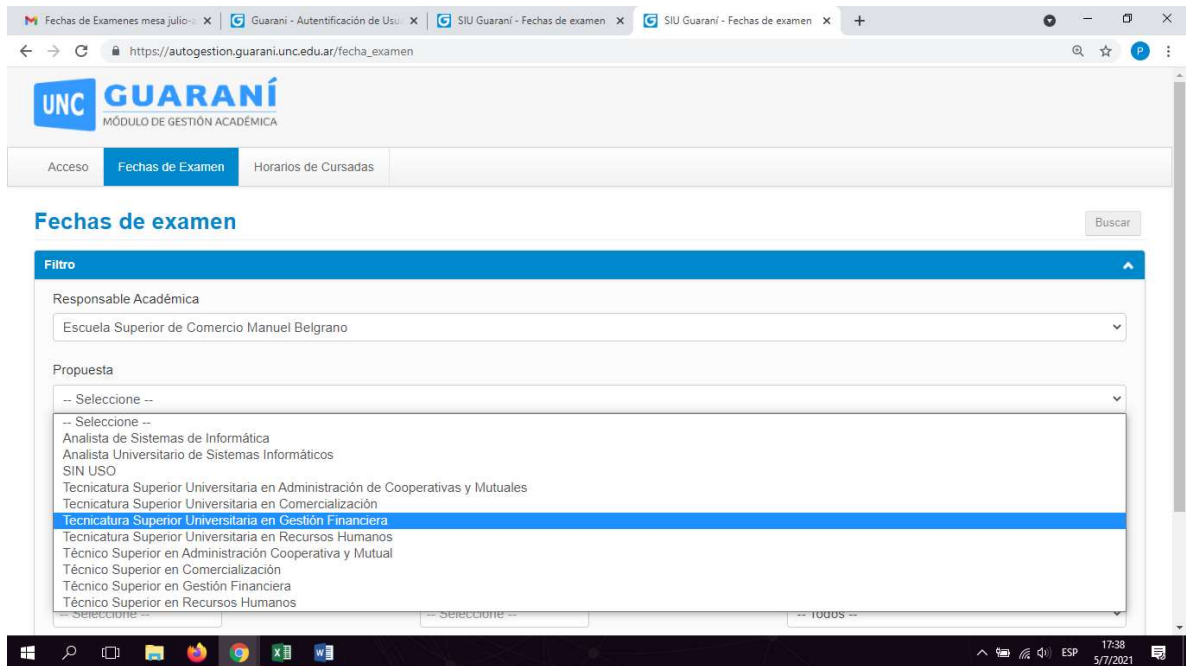 Fechas de Examenes mesa julio-a
Guarani - Autentificación de Usu
SIU Guaraní - Fechas de examen
SIU Guaraní - Fechas de examen
https://autogestion.guarani.unc.edu.ar/fecha_examen
P
UNC
GUARANÍ
MÓDULO DE GESTIÓN ACADÉMICA
Acceso
Fechas de Examen
Horarios de Cursadas
Fechas de examen
Buscar
Filtro
Responsable Académica
Escuela Superior de Comercio Manuel Belgrano
Propuesta
-- Seleccione --
-- Seleccione --
Analista de Sistemas de Informática
Analista Universitario de Sistemas Informáticos
SIN USO
Tecnicatura Superior Universitaria en Administración de Cooperativas y Mutuales
Tecnicatura Superior Universitaria en Comercialización
Tecnicatura Superior Universitaria en Gestión Financiera
Tecnicatura Superior Universitaria en Recursos Humanos
Técnico Superior en Administración Cooperativa y Mutual
Técnico Superior en Comercialización
Técnico Superior en Gestión Financiera
Técnico Superior en Recursos Humanos
-- Seleccione --
-- Seleccione --
-- Todos --
ESP
17:38
5/7/2021